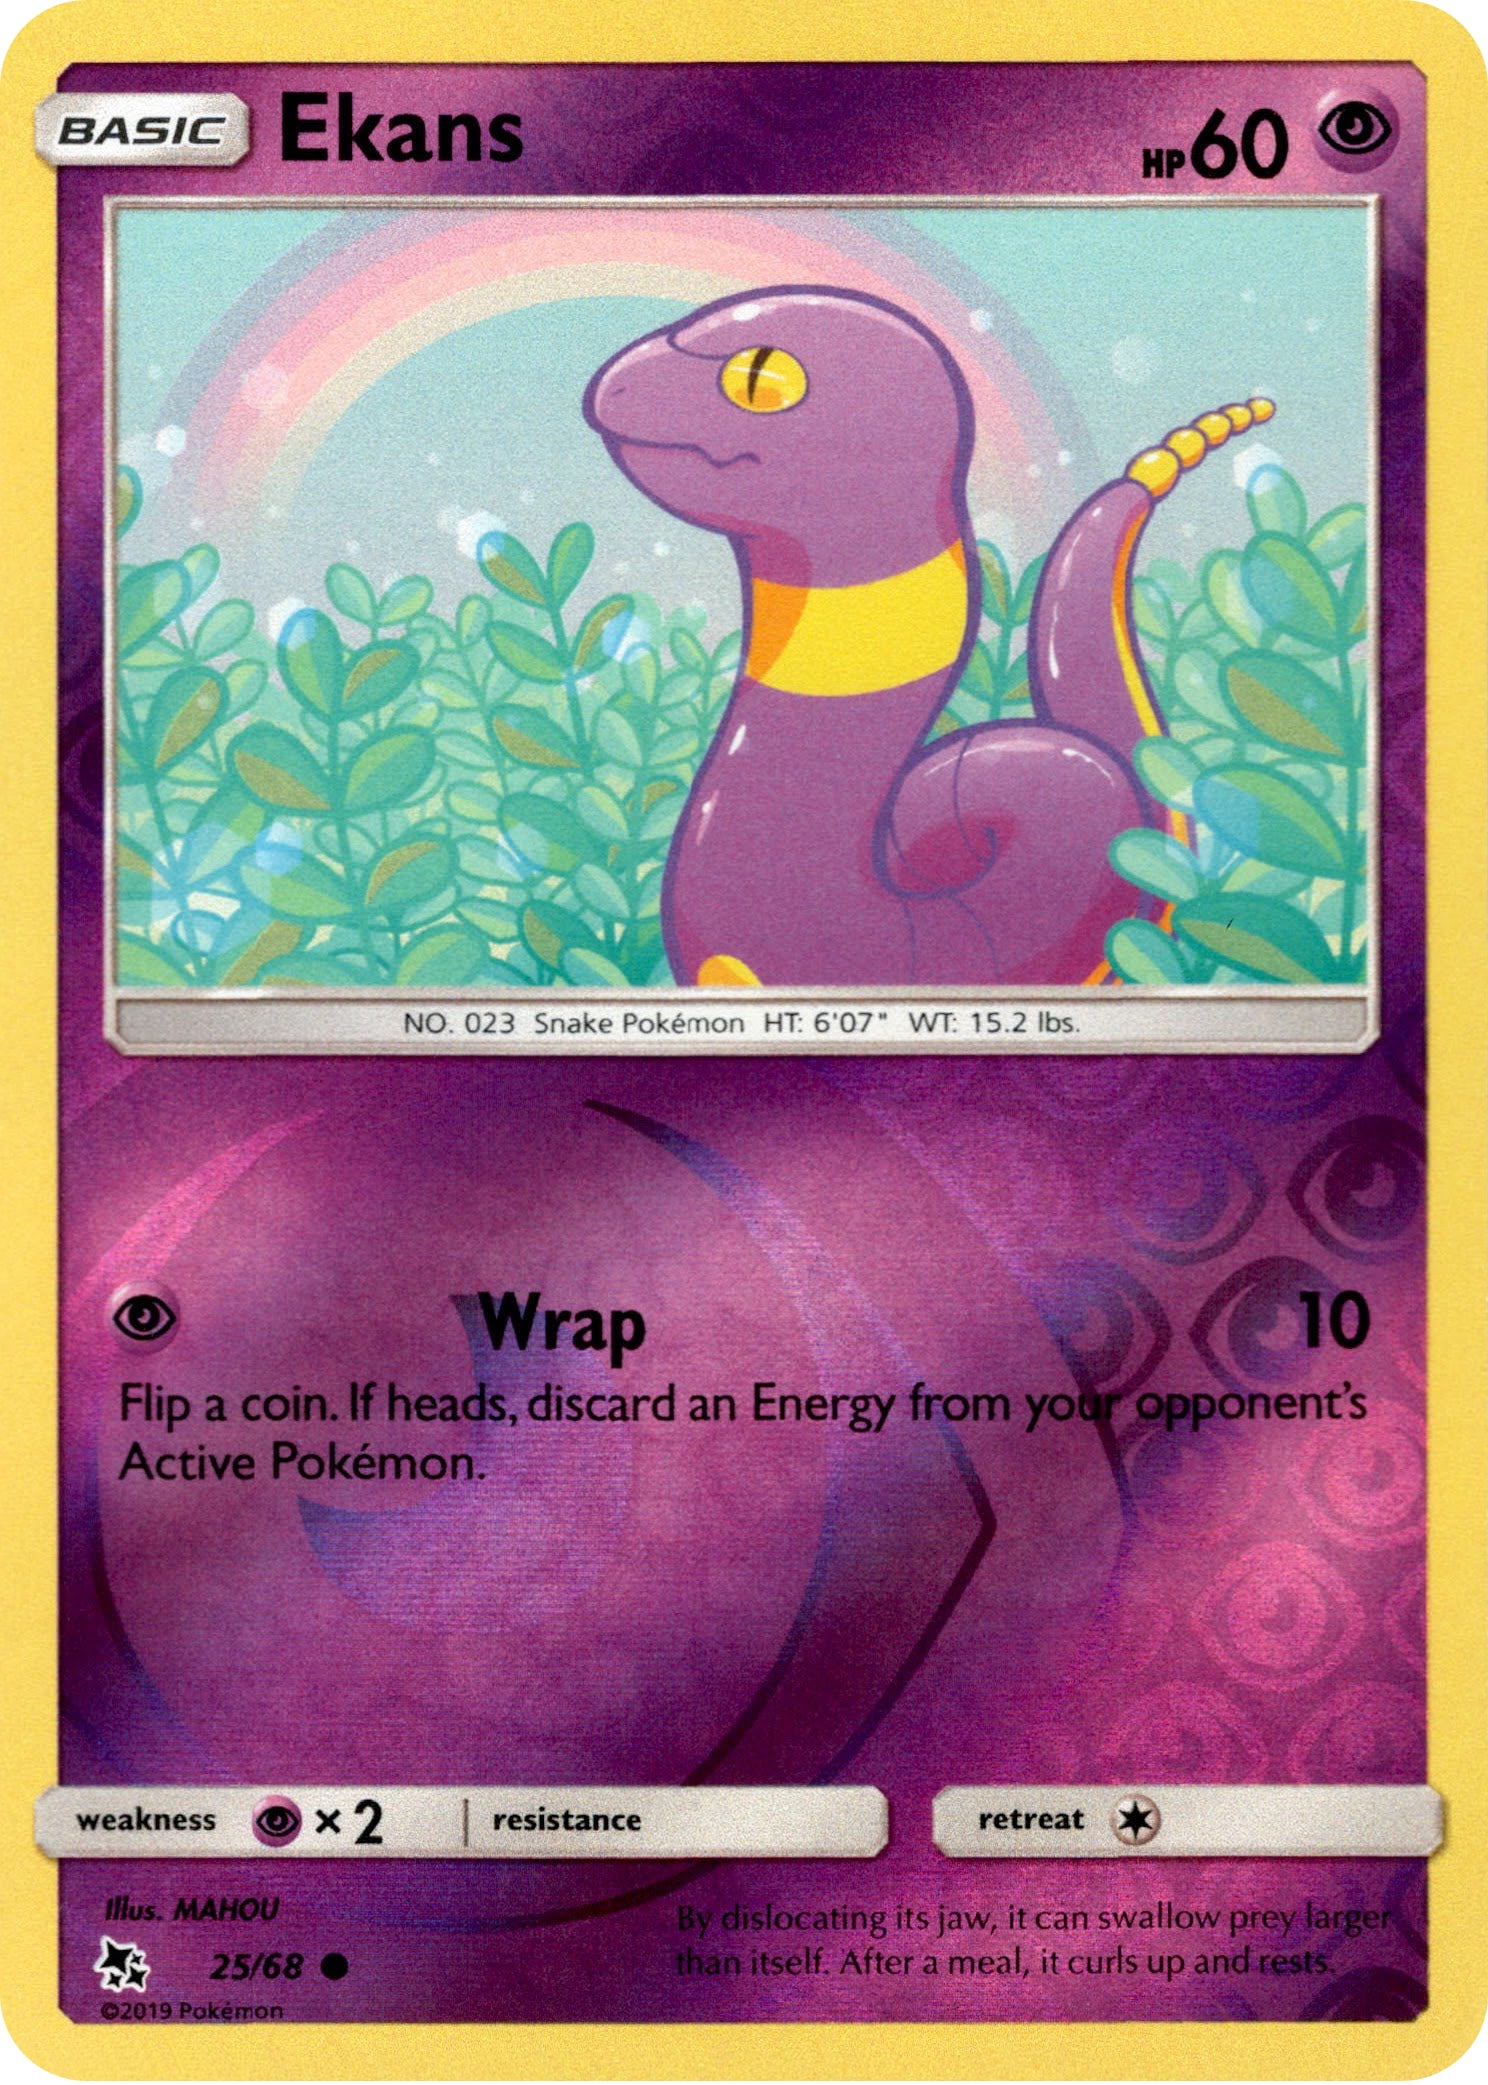 BASIC Ekans HP60
NO. 023 Snake Pokémon HT: 6'07" WT: 15.2 lbs.
Wrap 10
Flip a coin. If heads, discard an Energy from your opponent's
Active Pokémon.
weakness ×2 resistance retreat
Illus. MAHOU
25/68
©2019 Pokémon
By dislocating its jaw, it can swallow prey larger
than itself. After a meal, it curls up and rests.